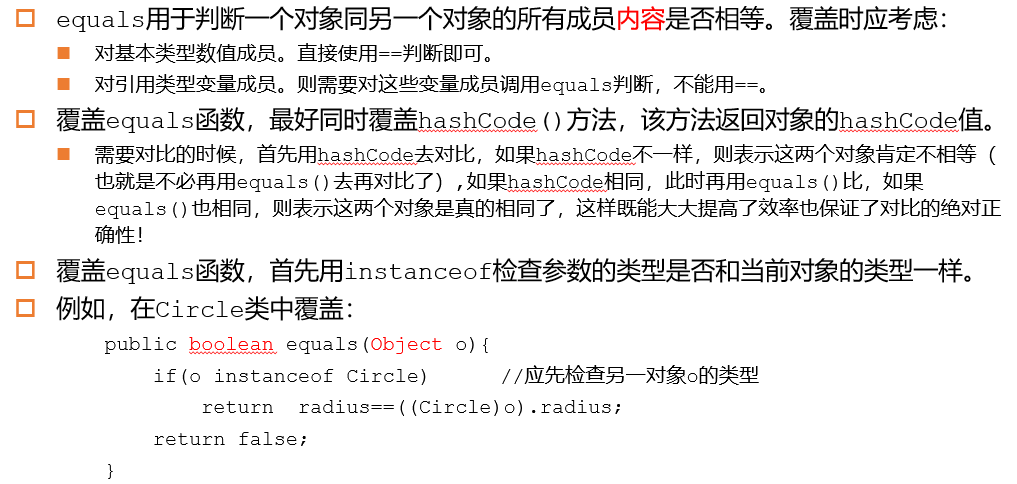 equals用于判断一个对象同另一个对象的所有成员内容是否相等。覆盖时应考虑：
对基本类型数值成员。直接使用==判断即可。
对引用类型变量成员。则需要对这些变量成员调用equals判断，不能用==。
覆盖equals函数，最好同时覆盖hashCode()方法，该方法返回对象的hashCode值。
需要对比的时候，首先用hashCode去对比，如果hashCode不一样，则表示这两个对象肯定不相等（
也就是不必再用equals()去再对比了）,如果hashCode相同，此时再用equals()比，如果
equals()也相同，则表示这两个对象是真的相同了，这样既能大大提高了效率也保证了对比的绝对正
确性！
覆盖equals函数，首先用instanceof检查参数的类型是否和当前对象的类型一样。
例如，在Circle类中覆盖：
public boolean equals(Object o){
if(o instanceof Circle) //应先检查另一对象o的类型
return radius==((Circle)o).radius;
return false;
}